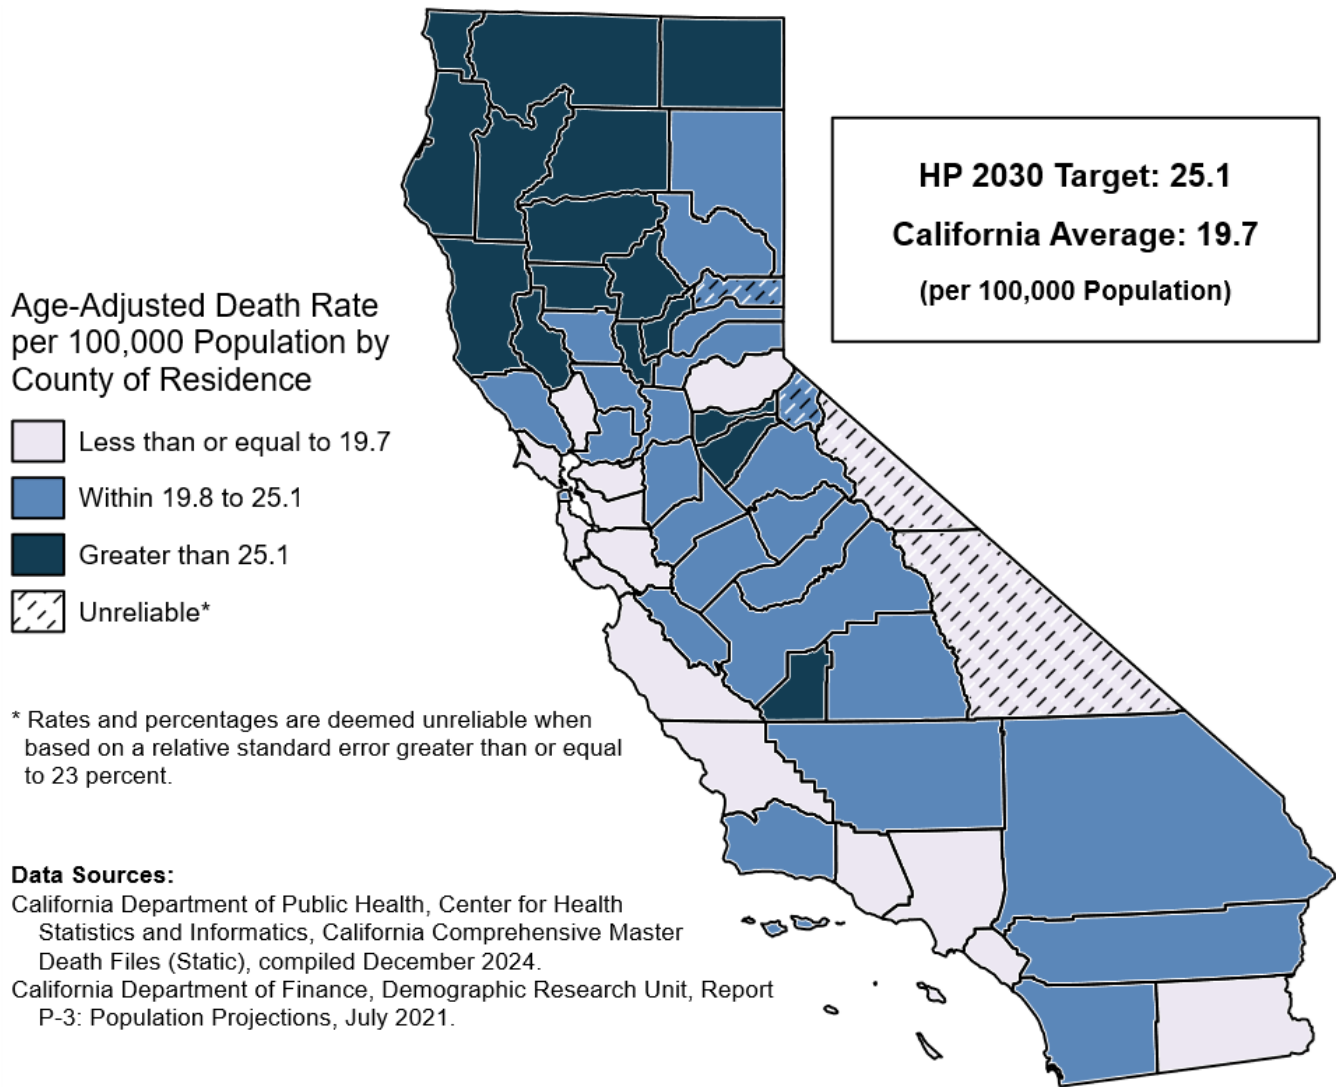 HP 2030 Target: 25.1
California Average: 19.7
(per 100,000 Population)
Age-Adjusted Death Rate
per 100,000 Population by
County of Residence
Less than or equal to 19.7
Within 19.8 to 25.1
Greater than 25.1
Unreliable*
* Rates and percentages are deemed unreliable when
based on a relative standard error greater than or equal
to 23 percent.
Data Sources:
California Department of Public Health, Center for Health
Statistics and Informatics, California Comprehensive Master
Death Files (Static), compiled December 2024.
California Department of Finance, Demographic Research Unit, Report
P-3: Population Projections, July 2021.